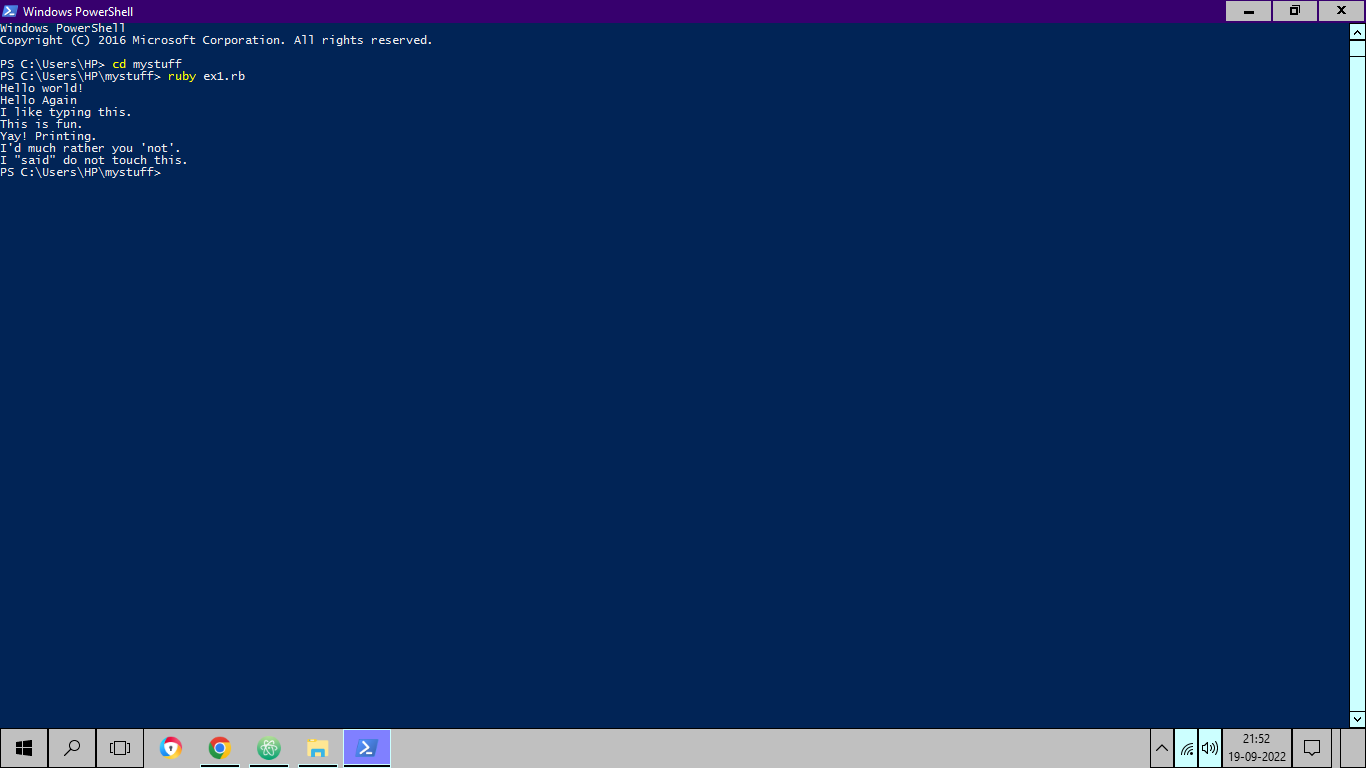 Windows PowerShell
Windows PowerShell
Copyright (C) 2016 Microsoft Corporation. All rights reserved.
PS C:\Users\HP> cd mystuff
PS C:\Users\HP\mystuff> ruby ex1.rb
Hello world!
Hello Again
I like typing this.
This is fun.
Yay! Printing.
I'd much rather you 'not'.
I "said" do not touch this.
PS C:\Users\HP\mystuff>
21:52
19-09-2022